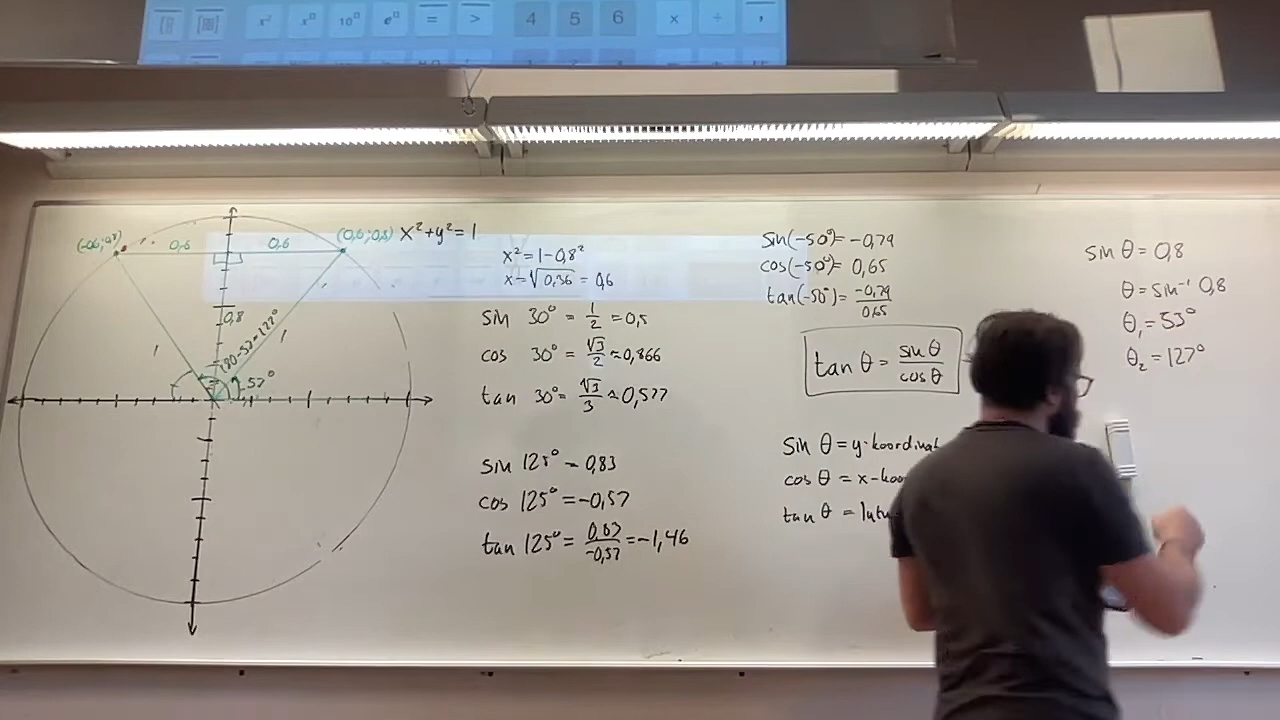 x² xⁿ 10ⁿ eⁿ = > 4 5 6 × ÷ ,
(-0,6;0,8) 0,6 0,6 (0,6;0,8) x²+y²=1
0,8
180-53=127°
1 1
53°
x² = 1-0,8²
x=√0,36 = 0,6
sin 30° = 1/2 = 0,5
cos 30° = √3/2 ≈ 0,866
tan 30° = √3/3 ≈ 0,577
sin 125° = 0,83
cos 125° = -0,57
tan 125° = 0,83/-0,57 = -1,46
sin(-50°) = -0,79
cos(-50°) = 0,65
tan(-50°) = -0,79/0,65
tan θ = sin θ/cos θ
sin θ = y-koordinat
cos θ = x-koo
tan θ =
sin θ = 0,8
θ = sin⁻¹ 0,8
θ₁ = 53°
θ₂ = 127°